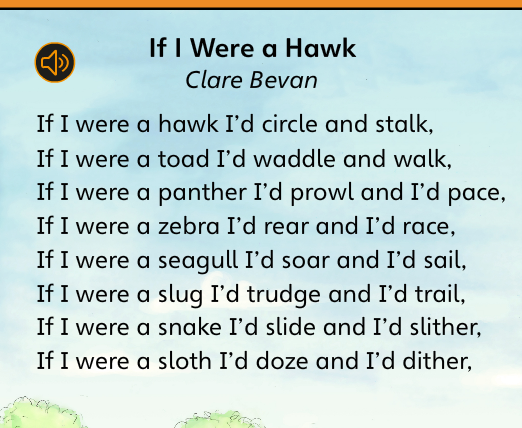 If I Were a Hawk
Clare Bevan
If I were a hawk I'd circle and stalk,
If I were a toad I'd waddle and walk,
If I were a panther I'd prowl and I'd pace,
If I were a zebra I'd rear and I'd race,
If I were a seagull I'd soar and I'd sail,
If I were a slug I'd trudge and I'd trail,
If I were a snake I'd slide and I'd slither,
If I were a sloth I'd doze and I'd dither,